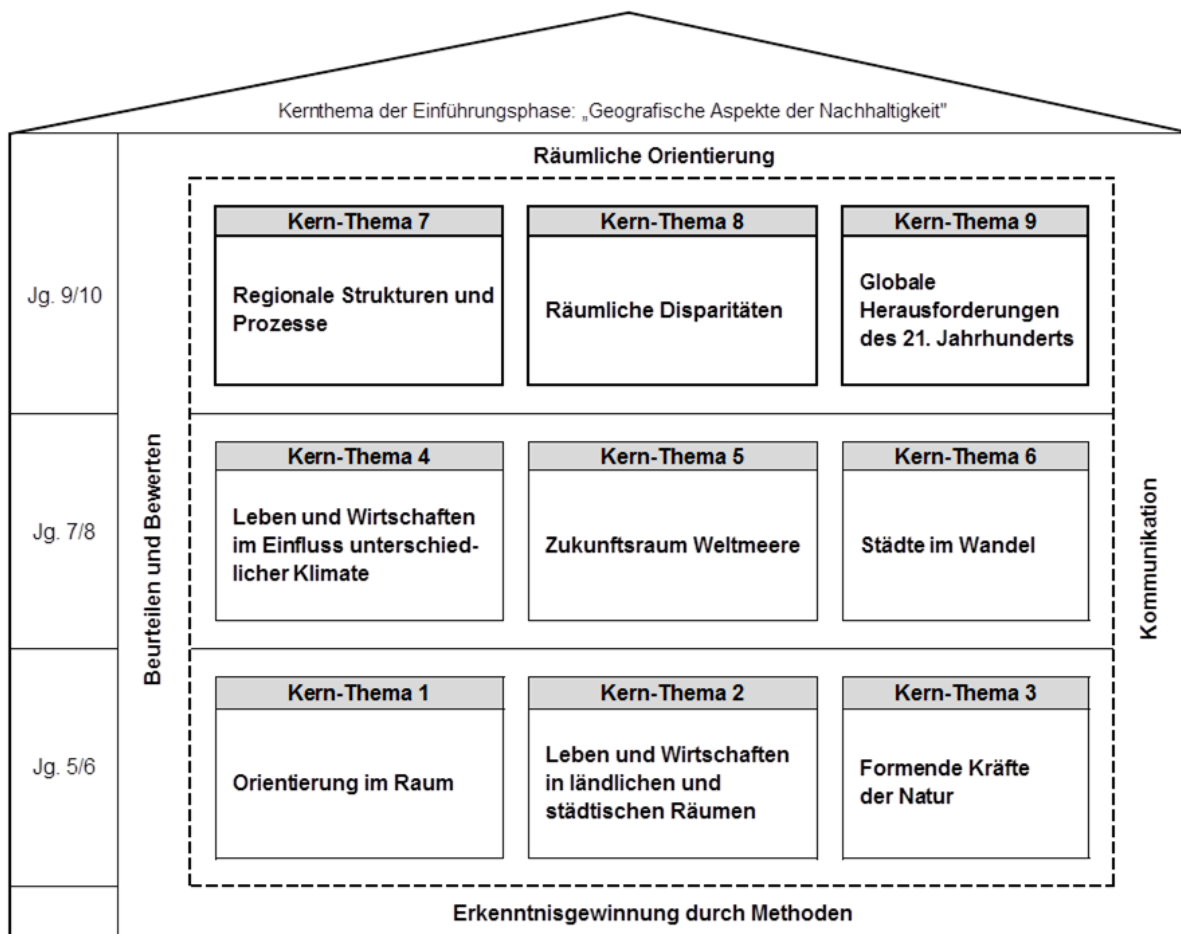 Kernthema der Einführungsphase: „Geografische Aspekte der Nachhaltigkeit"
Räumliche Orientierung
Jg. 9/10
Kern-Thema 7
Regionale Strukturen und
Prozesse
Kern-Thema 8
Räumliche Disparitäten
Kern-Thema 9
Globale
Herausforderungen
des 21. Jahrhunderts
Beurteilen und Bewerten
Jg. 7/8
Kern-Thema 4
Leben und Wirtschaften
im Einfluss unterschied-
licher Klimate
Kern-Thema 5
Zukunftsraum Weltmeere
Kern-Thema 6
Städte im Wandel
Kommunikation
Jg. 5/6
Kern-Thema 1
Orientierung im Raum
Kern-Thema 2
Leben und Wirtschaften
in ländlichen und
städtischen Räumen
Kern-Thema 3
Formende Kräfte
der Natur
Erkenntnisgewinnung durch Methoden